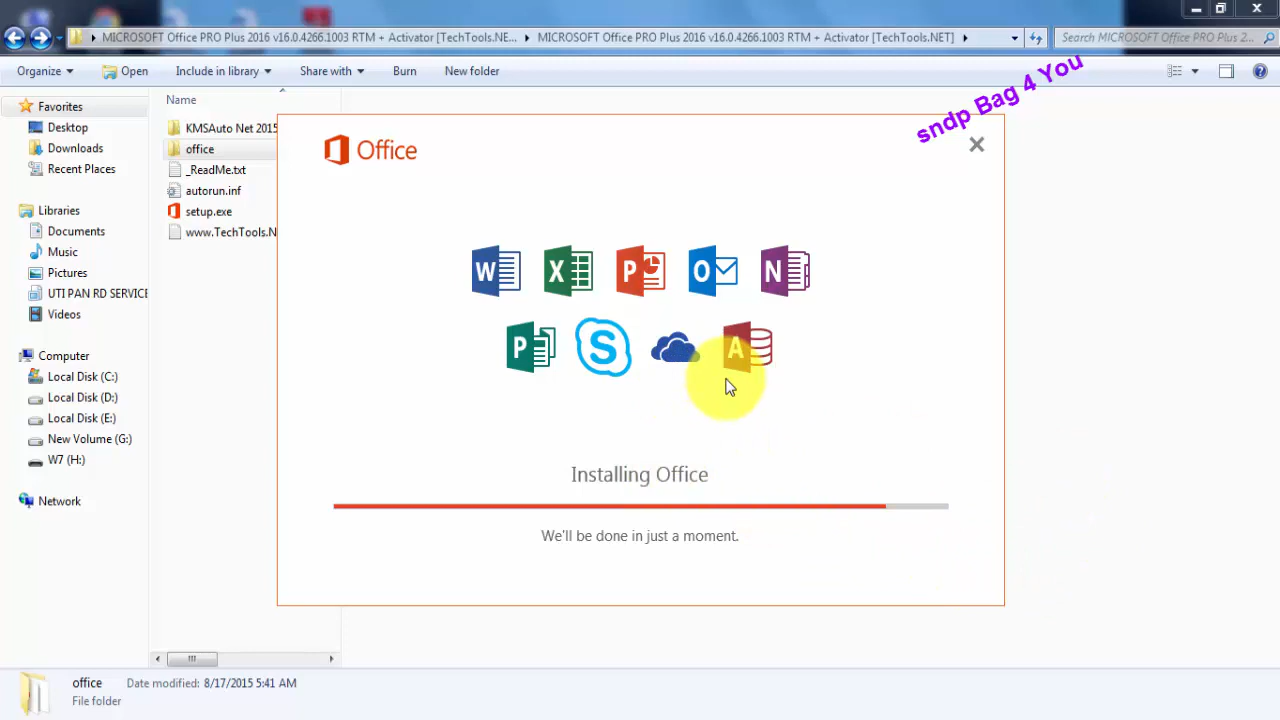 MICROSOFT Office PRO Plus 2016 v16.0.4266.1003 RTM + Activator [TechTools.NE... MICROSOFT Office PRO Plus 2016 v16.0.4266.1003 RTM + Activator [TechTools.NET] Search MICROSOFT Office PRO Plus 2...
Organize Open Include in library Share with Burn New folder
sndp Bag 4 You
Favorites
Desktop
Downloads
Recent Places
Libraries
Documents
Music
Pictures
UTI PAN RD SERVICE
Videos
Computer
Local Disk (C:)
Local Disk (D:)
Local Disk (E:)
New Volume (G:)
W7 (H:)
Network
Name
KMSAuto Net 2015
office
_ReadMe.txt
autorun.inf
setup.exe
www.TechTools.N
Office
W X P O N
P S A
Installing Office
We'll be done in just a moment.
office Date modified: 8/17/2015 5:41 AM
File folder